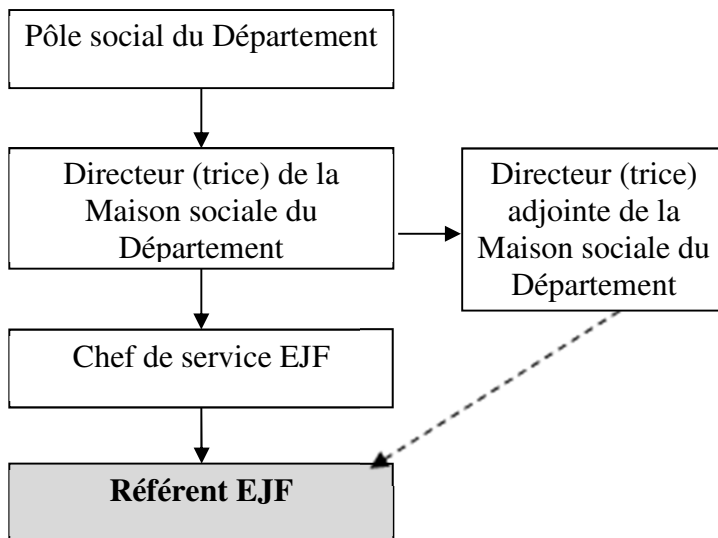 Pôle social du Département
Directeur (trice) de la
Maison sociale du
Département
Directeur (trice)
adjointe de la
Maison sociale du
Département
Chef de service EJF
Référent EJF